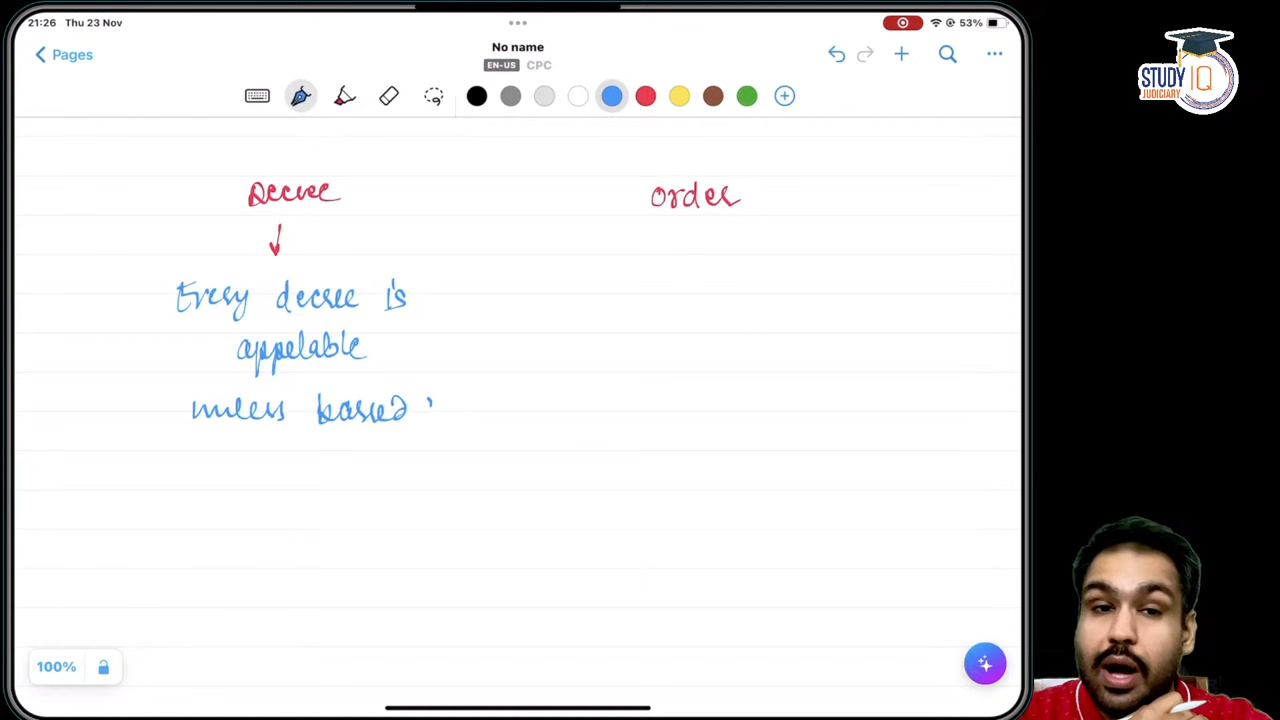 21:26 Thu 23 Nov
53%
Pages
No name
EN-US CPC
STUDY IQ
JUDICIARY
Decree
Order
Every decree is
appelable
unless barred
100%